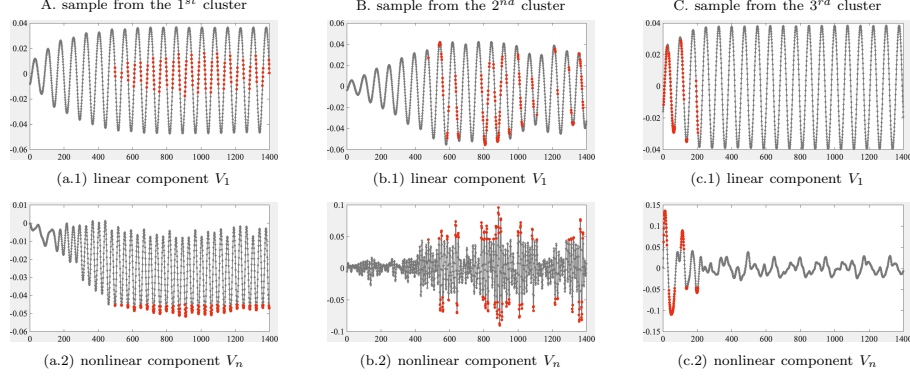 A. sample from the 1st cluster
B. sample from the 2nd cluster
C. sample from the 3rd cluster
0.04
0.02
0
-0.02
-0.04
-0.06
0 200 400 600 800 1000 1200 1400
(a.1) linear component V1
0.06
0.04
0.02
0
-0.02
-0.04
-0.06
0 200 400 600 800 1000 1200 1400
(b.1) linear component V1
0.04
0.02
0
-0.02
-0.04
0 200 400 600 800 1000 1200 1400
(c.1) linear component V1
0.01
0
-0.01
-0.02
-0.03
-0.04
-0.05
-0.06
0 200 400 600 800 1000 1200 1400
(a.2) nonlinear component Vn
0.1
0.05
0
-0.05
-0.1
0 200 400 600 800 1000 1200 1400
(b.2) nonlinear component Vn
0.15
0.1
0.05
0
-0.05
-0.1
-0.15
0 200 400 600 800 1000 1200 1400
(c.2) nonlinear component Vn